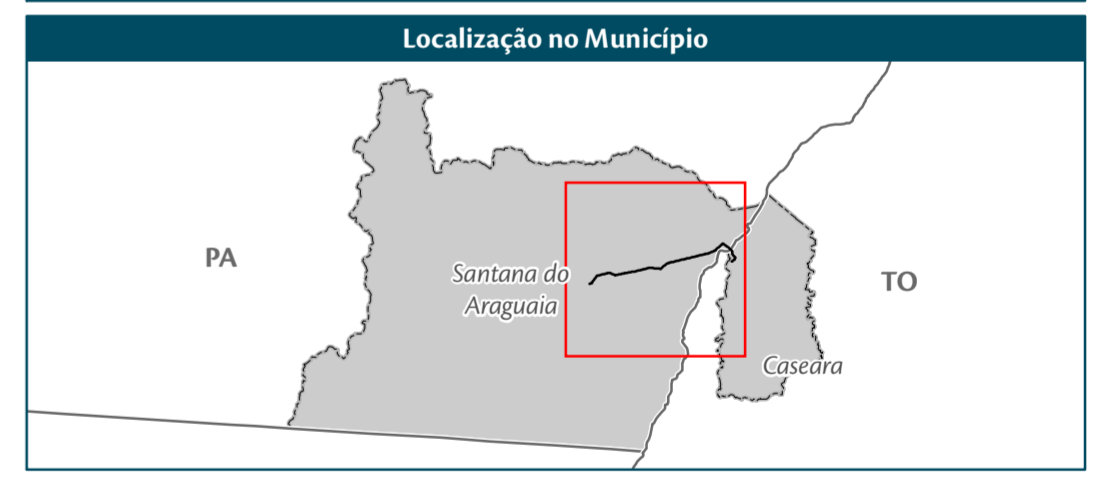 Localização no Município
PA
Santana do
Araguaia
TO
Caseara